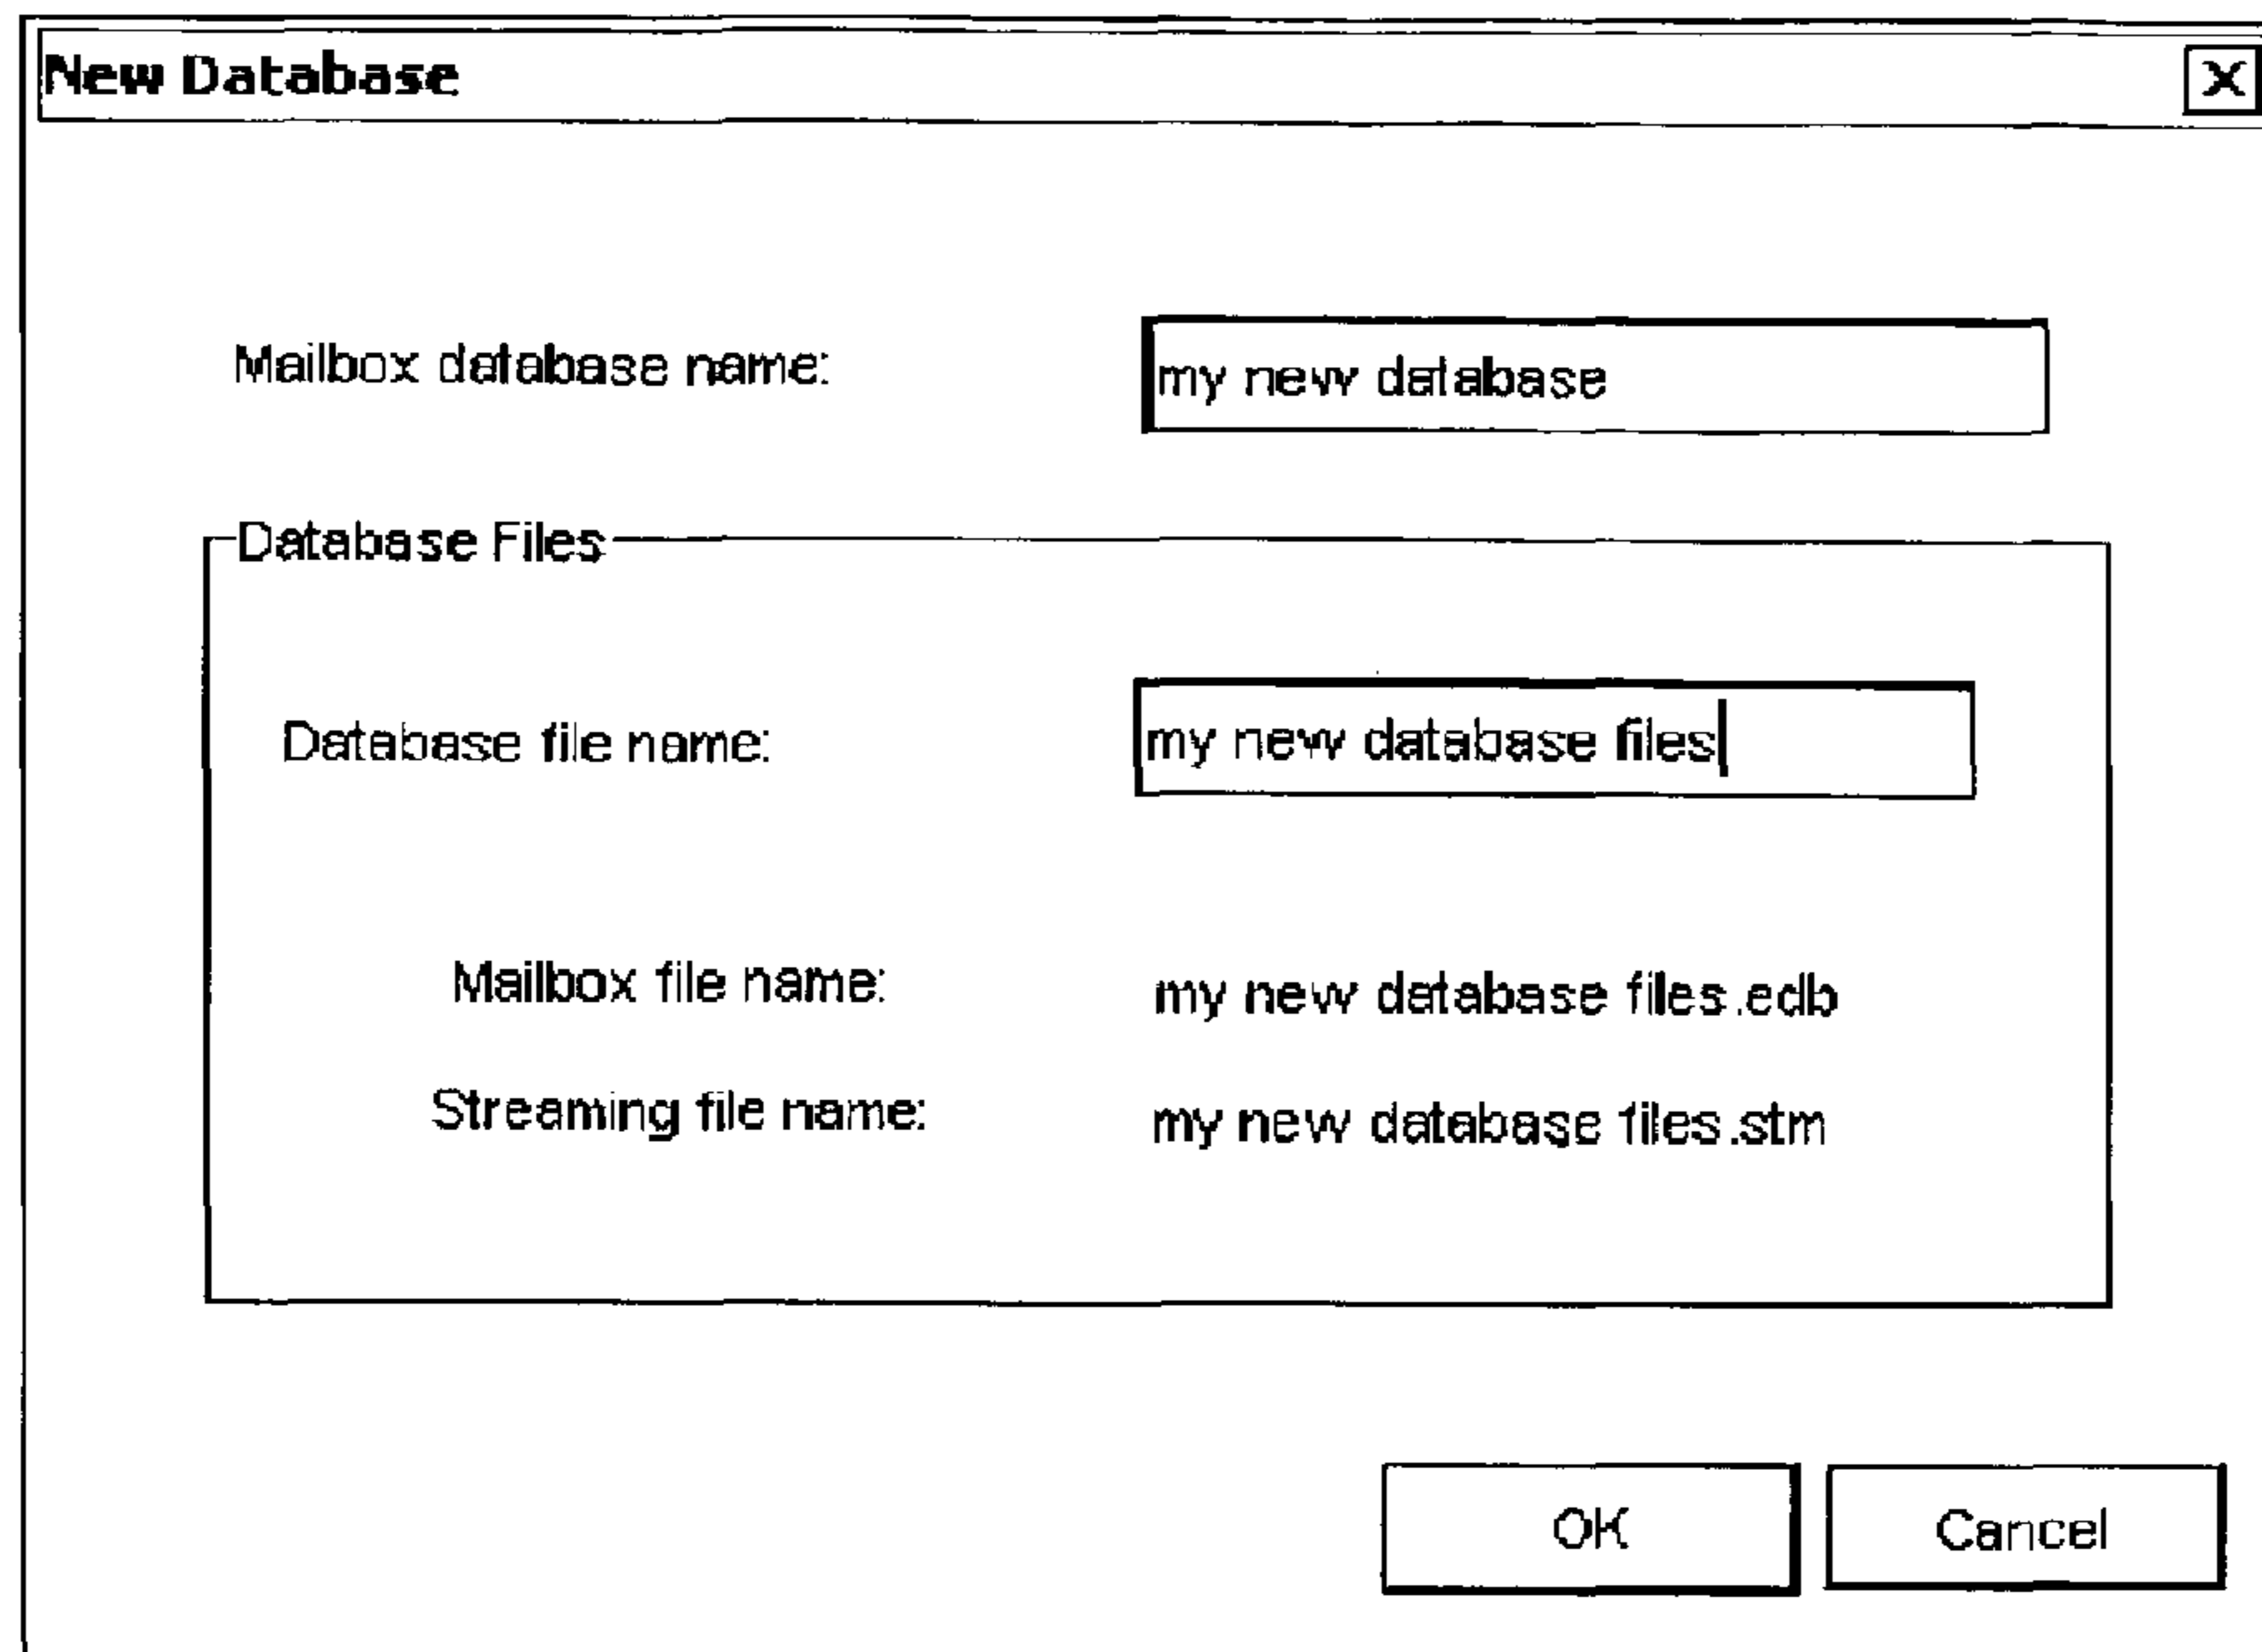 New Database X
Mailbox database name: my new database
Database Files
Database file name: my new database files
Mailbox file name: my new database files.edb
Streaming file name: my new database files.stm
OK Cancel